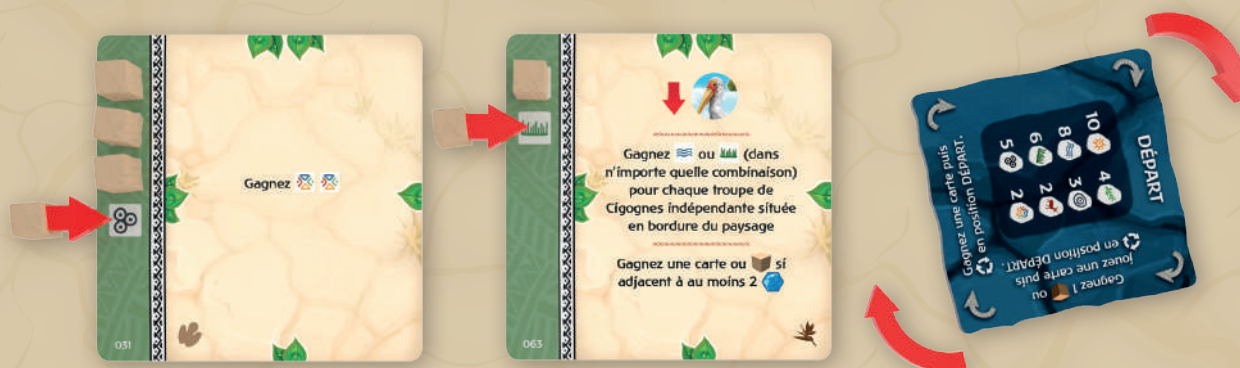 031
Gagnez
063
Gagnez ou (dans
n'importe quelle combinaison)
pour chaque troupe de
Cigognes indépendante située
en bordure du paysage
Gagnez une carte ou si
adjacent à au moins 2
DÉPART
10 8 6 5
4 3 2 2
Gagnez une carte puis
en position DÉPART.
Gagnez 1 ou
jouez une carte puis
en position DÉPART.